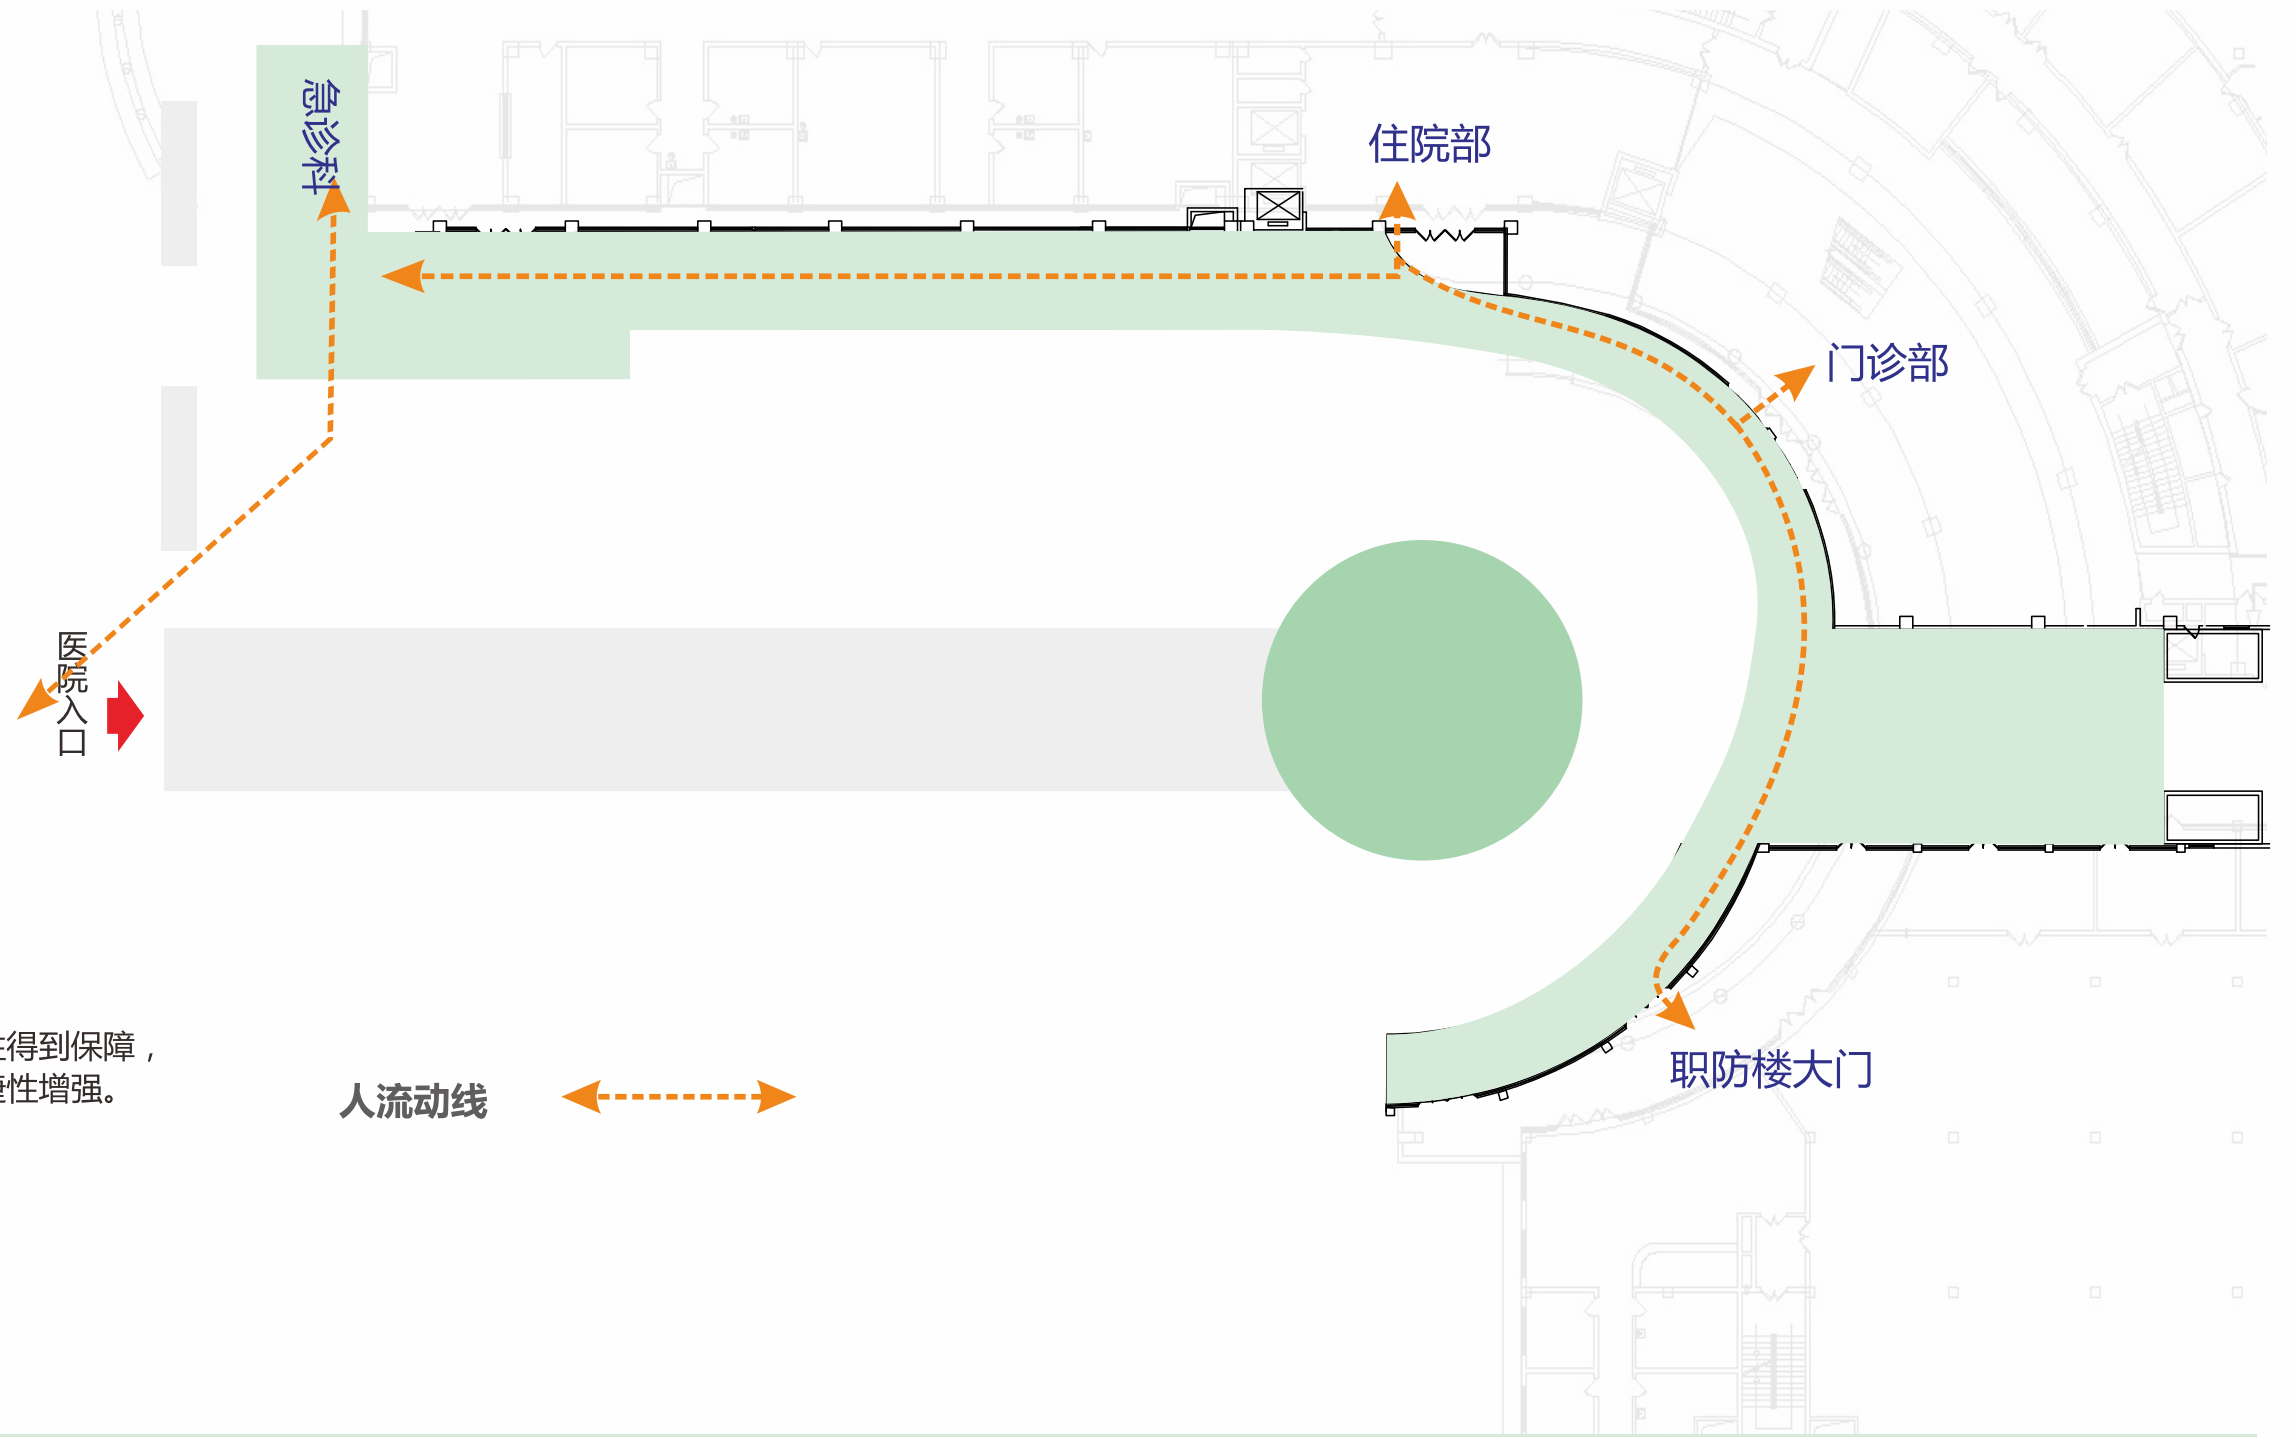 急诊科
住院部
门诊部
医院入口
职防楼大门
得到保障，
性增强。
人流动线